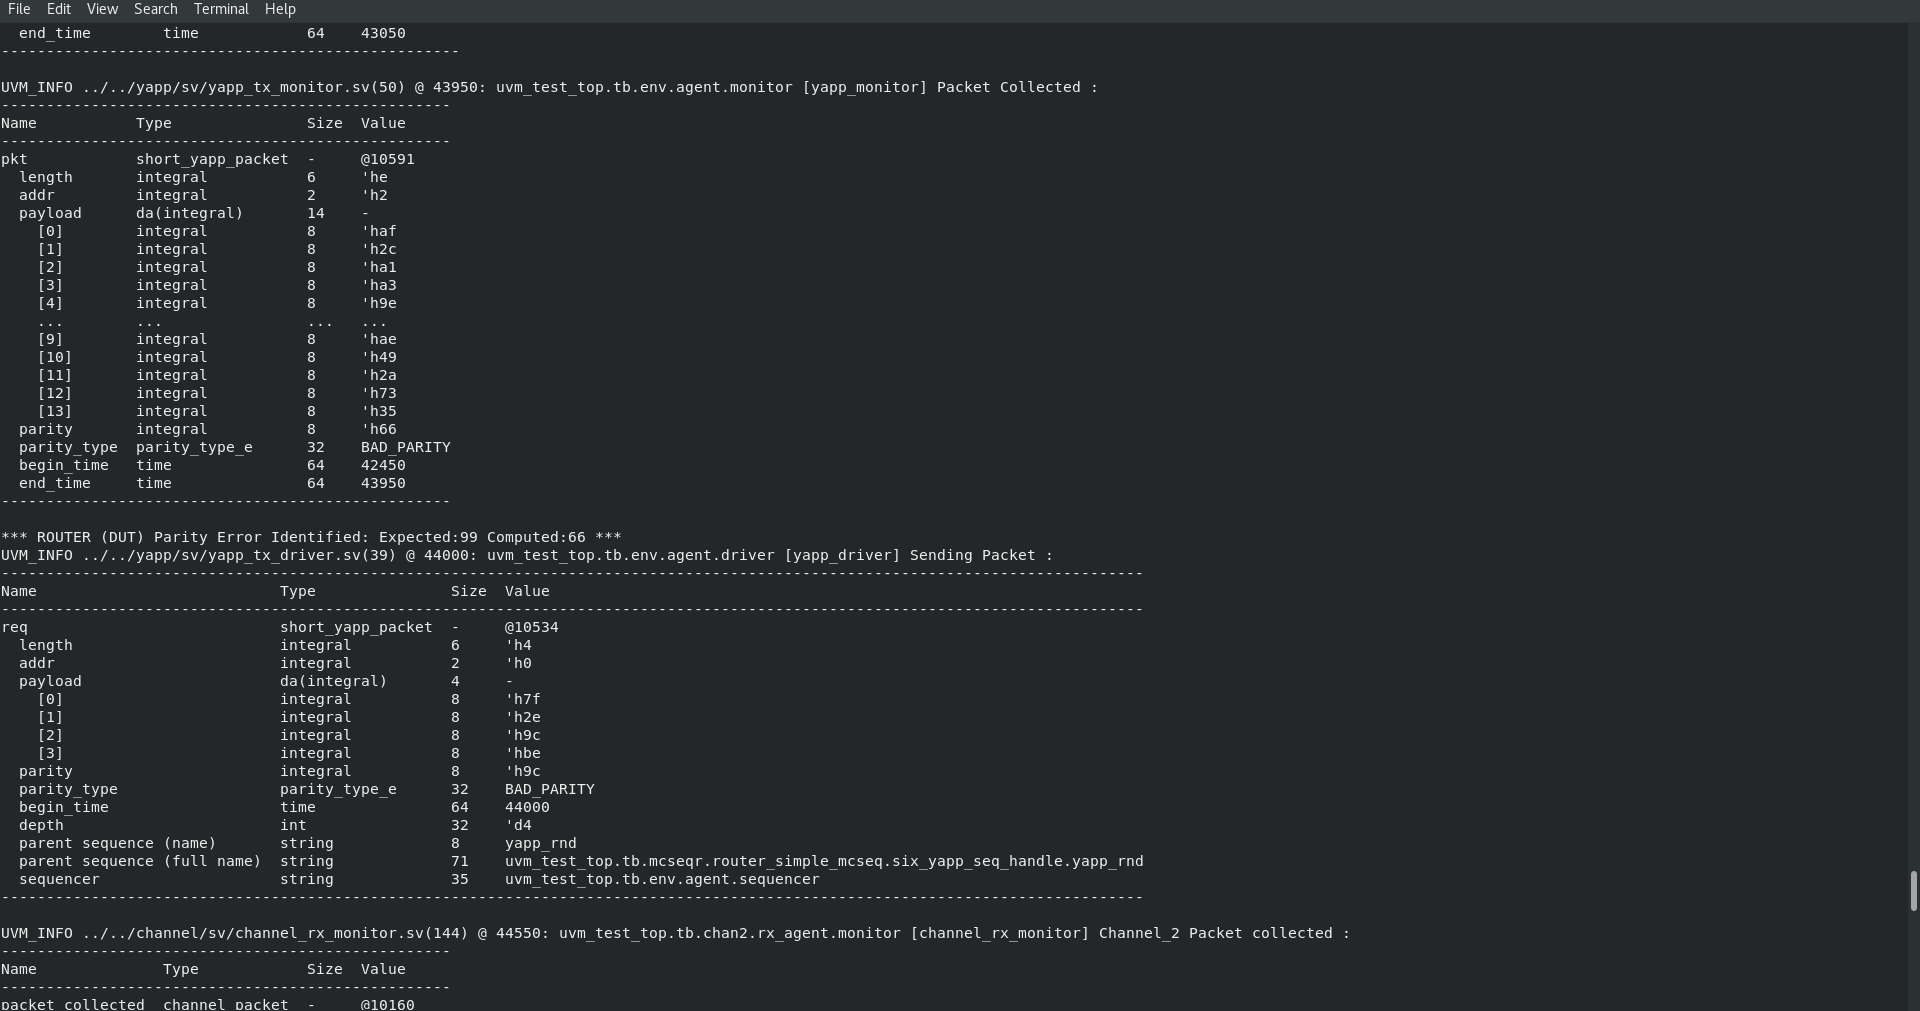 File Edit View Search Terminal Help
  end_time        time            64    43050
---------------------------------------------------

UVM_INFO ../../yapp/sv/yapp_tx_monitor.sv(50) @ 43950: uvm_test_top.tb.env.agent.monitor [yapp_monitor] Packet Collected :
--------------------------------------------------
Name           Type               Size  Value
--------------------------------------------------
pkt            short_yapp_packet  -     @10591
  length       integral           6     'he
  addr         integral           2     'h2
  payload      da(integral)       14    -
    [0]        integral           8     'haf
    [1]        integral           8     'h2c
    [2]        integral           8     'ha1
    [3]        integral           8     'ha3
    [4]        integral           8     'h9e
    ...        ...                ...   ...
    [9]        integral           8     'hae
    [10]       integral           8     'h49
    [11]       integral           8     'h2a
    [12]       integral           8     'h73
    [13]       integral           8     'h35
  parity       integral           8     'h66
  parity_type  parity_type_e      32    BAD_PARITY
  begin_time   time               64    42450
  end_time     time               64    43950
--------------------------------------------------

*** ROUTER (DUT) Parity Error Identified: Expected:99 Computed:66 ***
UVM_INFO ../../yapp/sv/yapp_tx_driver.sv(39) @ 44000: uvm_test_top.tb.env.agent.driver [yapp_driver] Sending Packet :
-------------------------------------------------------------------------------------------------------------------------------
Name                           Type               Size  Value
-------------------------------------------------------------------------------------------------------------------------------
req                            short_yapp_packet  -     @10534
  length                       integral           6     'h4
  addr                         integral           2     'h0
  payload                      da(integral)       4     -
    [0]                        integral           8     'h7f
    [1]                        integral           8     'h2e
    [2]                        integral           8     'h9c
    [3]                        integral           8     'hbe
  parity                       integral           8     'h9c
  parity_type                  parity_type_e      32    BAD_PARITY
  begin_time                   time               64    44000
  depth                        int                32    'd4
  parent sequence (name)       string             8     yapp_rnd
  parent sequence (full name)  string             71    uvm_test_top.tb.mcseqr.router_simple_mcseq.six_yapp_seq_handle.yapp_rnd
  sequencer                    string             35    uvm_test_top.tb.env.agent.sequencer
-------------------------------------------------------------------------------------------------------------------------------

UVM_INFO ../../channel/sv/channel_rx_monitor.sv(144) @ 44550: uvm_test_top.tb.chan2.rx_agent.monitor [channel_rx_monitor] Channel_2 Packet collected :
--------------------------------------------------
Name              Type            Size  Value
--------------------------------------------------
packet_collected  channel_packet  -     @10160